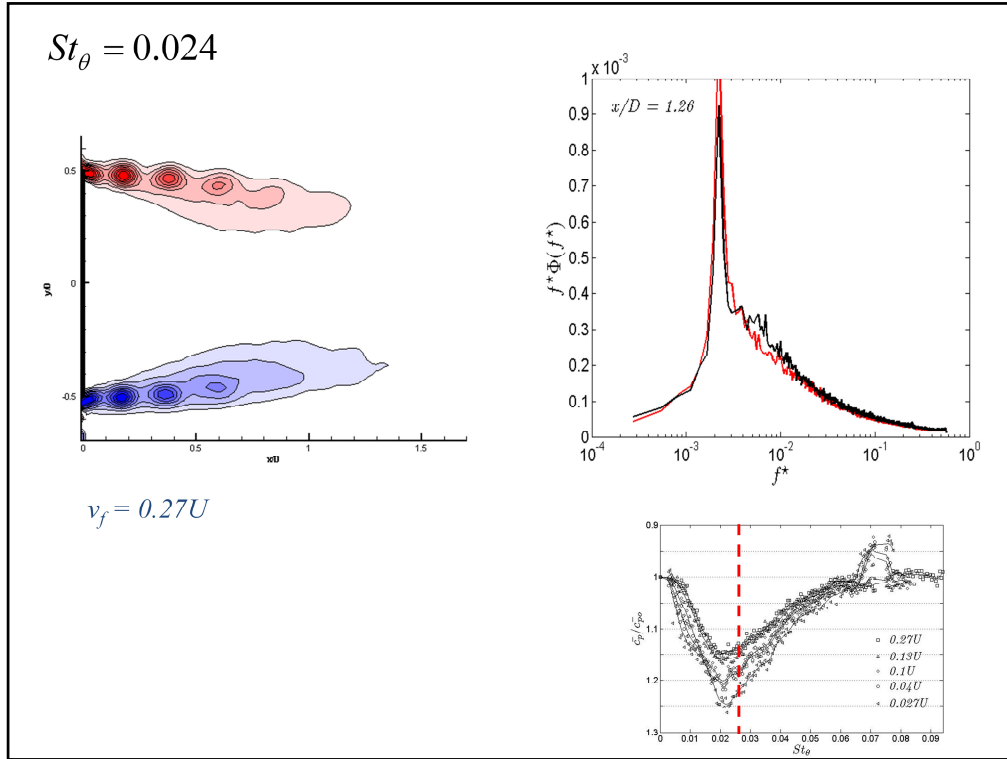 St_θ = 0.024
0.5
0
-0.5
y/D
0
0.5
1
1.5
x/D
v_f = 0.27U
x 10^-3
x/D = 1.26
1
0.9
0.8
0.7
0.6
0.5
0.4
0.3
0.2
0.1
0
f*Φ(f*)
10^-4
10^-3
10^-2
10^-1
10^0
f*
0.9
1
1.1
1.2
1.3
c̄_p/c̄_po
0.27U
0.13U
0.1U
0.04U
0.027U
0
0.01
0.02
0.03
0.04
0.05
0.06
0.07
0.08
0.09
St_θ